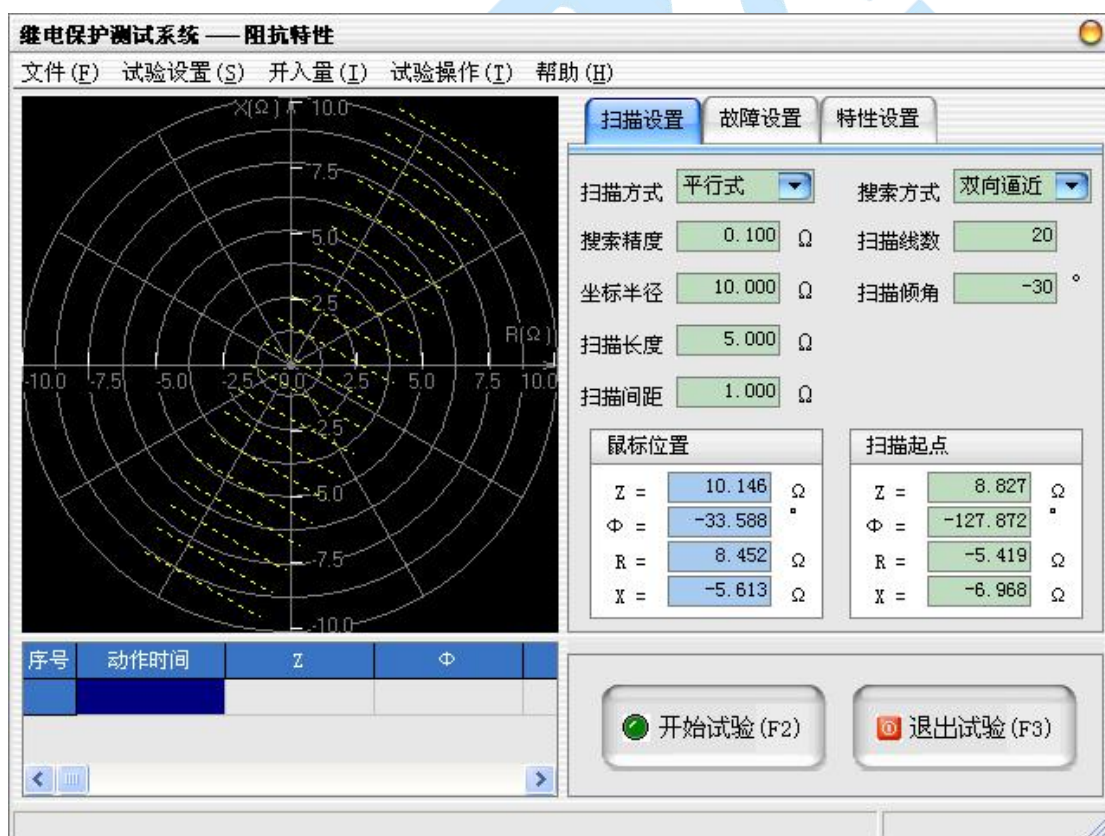 继电保护测试系统 —— 阻抗特性
文件(F) 试验设置(S) 开入量(I) 试验操作(T) 帮助(H)
X(Ω) 10.0
7.5
5.0
2.5
R(Ω)
-10.0 -7.5 -5.0 -2.5 0.0 2.5 5.0 7.5 10.0
-2.5
-5.0
-7.5
-10.0
扫描设置 故障设置 特性设置
扫描方式 平行式 搜索方式 双向逼近
搜索精度 0.100 Ω 扫描线数 20
坐标半径 10.000 Ω 扫描倾角 -30 °
扫描长度 5.000 Ω
扫描间距 1.000 Ω
鼠标位置
Z = 10.146 Ω
Φ = -33.588 °
R = 8.452 Ω
X = -5.613 Ω
扫描起点
Z = 8.827 Ω
Φ = -127.872 °
R = -5.419 Ω
X = -6.968 Ω
序号 动作时间 Z Φ
开始试验(F2) 退出试验(F3)